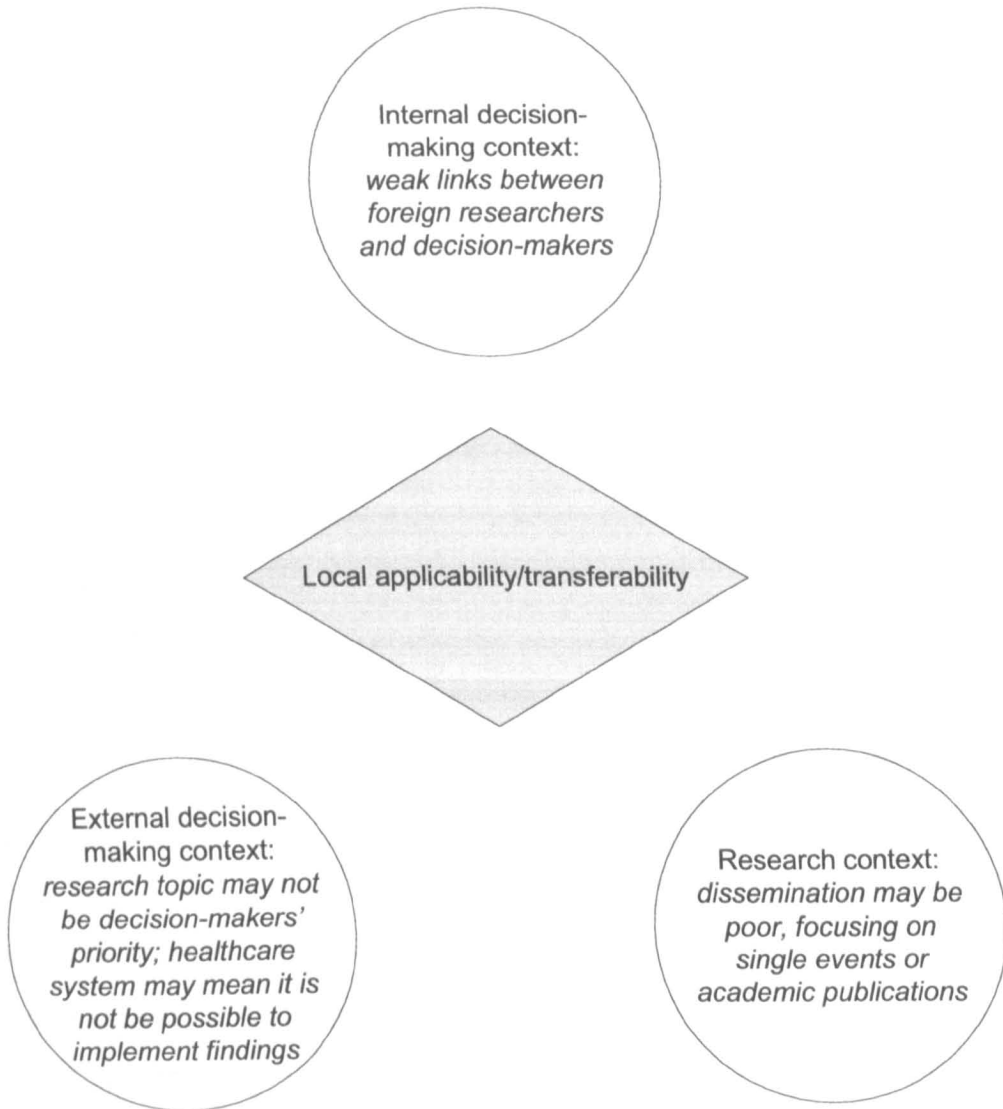 Internal decision-
making context:
weak links between
foreign researchers
and decision-makers
Local applicability/transferability
External decision-
making context:
research topic may not
be decision-makers’
priority; healthcare
system may mean it is
not be possible to
implement findings
Research context:
dissemination may be
poor, focusing on
single events or
academic publications